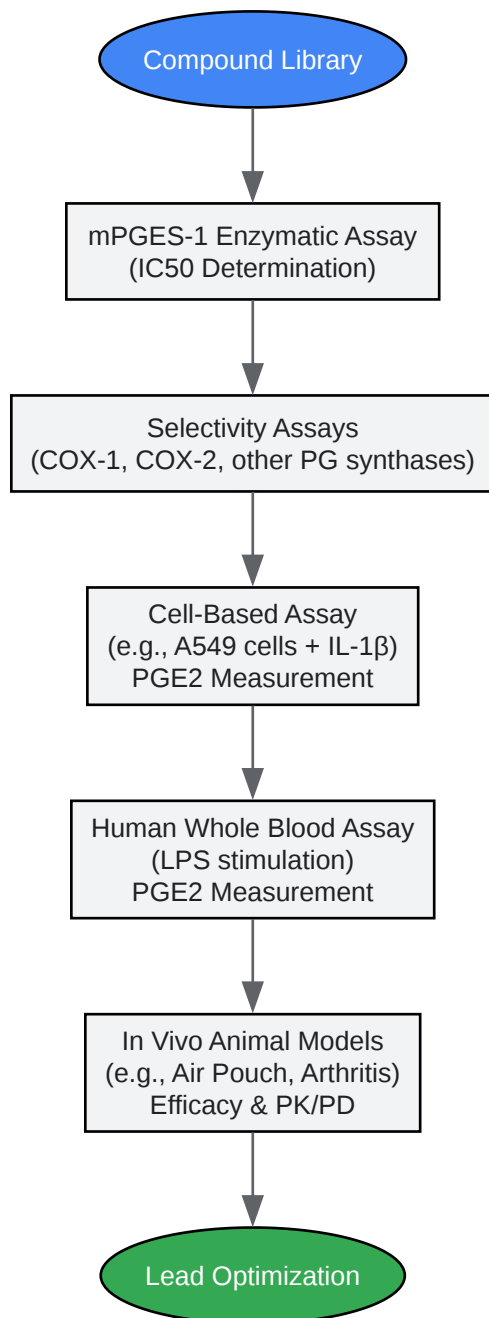 Compound Library
mPGES-1 Enzymatic Assay
(IC50 Determination)
Selectivity Assays
(COX-1, COX-2, other PG synthases)
Cell-Based Assay
(e.g., A549 cells + IL-1β)
PGE2 Measurement
Human Whole Blood Assay
(LPS stimulation)
PGE2 Measurement
In Vivo Animal Models
(e.g., Air Pouch, Arthritis)
Efficacy & PK/PD
Lead Optimization